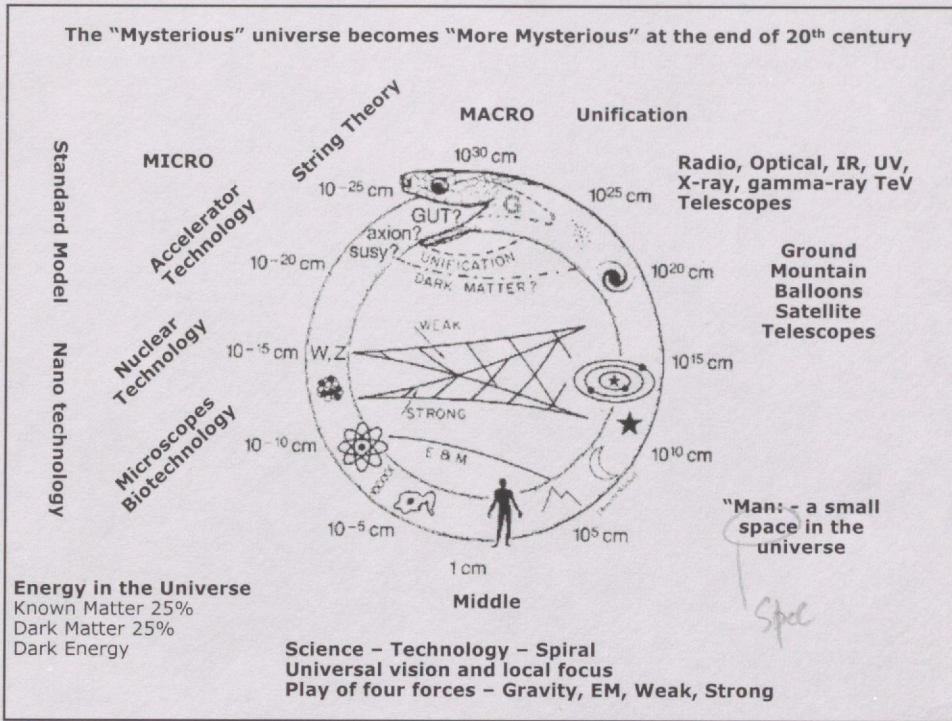 The “Mysterious” universe becomes “More Mysterious” at the end of 20th century
MACRO Unification
MICRO
String Theory
Accelerator
Technology
Nuclear
Technology
Microscopes
Biotechnology
Standard Model
Nano technology
10³⁰ cm
10⁻²⁵ cm
10²⁵ cm
10⁻²⁰ cm
10²⁰ cm
10⁻¹⁵ cm
10¹⁵ cm
10⁻¹⁰ cm
10¹⁰ cm
10⁻⁵ cm
10⁵ cm
1 cm
G
GUT?
axion?
susy?
UNIFICATION
DARK MATTER?
WEAK
W,Z
STRONG
E & M
Radio, Optical, IR, UV,
X-ray, gamma-ray TeV
Telescopes
Ground
Mountain
Balloons
Satellite
Telescopes
“Man: - a small
space in the
universe
Middle
Energy in the Universe
Known Matter 25%
Dark Matter 25%
Dark Energy
Science – Technology – Spiral
Universal vision and local focus
Play of four forces – Gravity, EM, Weak, Strong